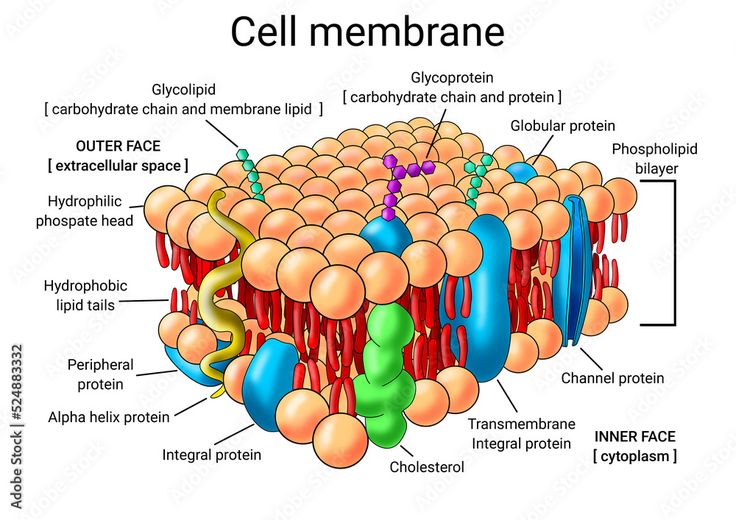 Cell membrane
Glycolipid
[ carbohydrate chain and membrane lipid ]
Glycoprotein
[ carbohydrate chain and protein ]
Globular protein
Phospholipid
bilayer
OUTER FACE
[ extracellular space ]
Hydrophilic
phospate head
Hydrophobic
lipid tails
Peripheral
protein
Alpha helix protein
Integral protein
Cholesterol
Transmembrane
Integral protein
Channel protein
INNER FACE
[ cytoplasm ]
Adobe Stock | #524883332